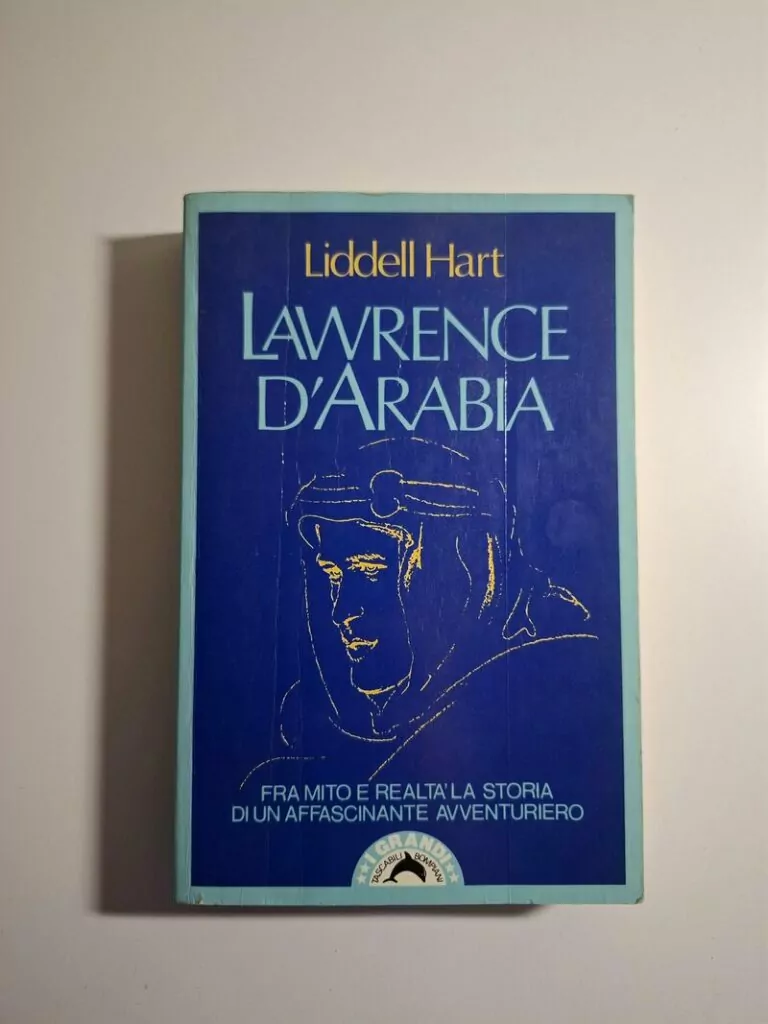 Liddell Hart
LAWRENCE
D'ARABIA
FRA MITO E REALTA' LA STORIA
DI UN AFFASCINANTE AVVENTURIERO
I GRANDI
TASCABILI BOMPIANI